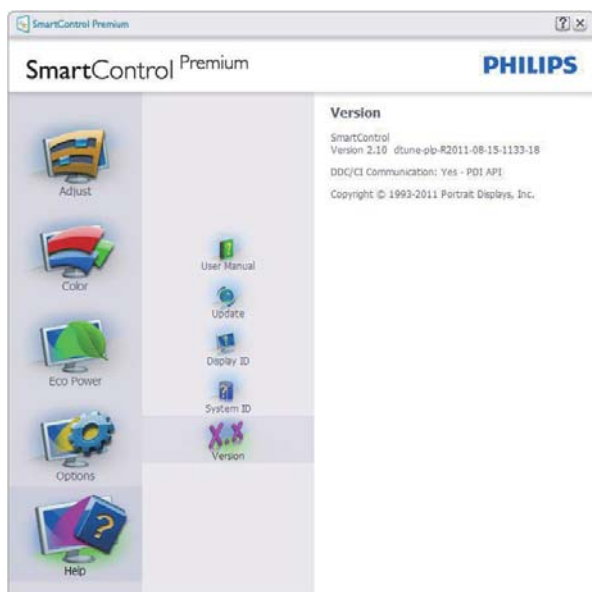 SmartControl Premium
SmartControl Premium
PHILIPS
Adjust
Color
Eco Power
Options
Help
User Manual
Update
Display ID
System ID
X.X
Version
Version
SmartControl
Version 2.10 dtune-plp-R2011-08-15-1133-18
DDC/CI Communication: Yes - PDI API
Copyright © 1993-2011 Portrait Displays, Inc.